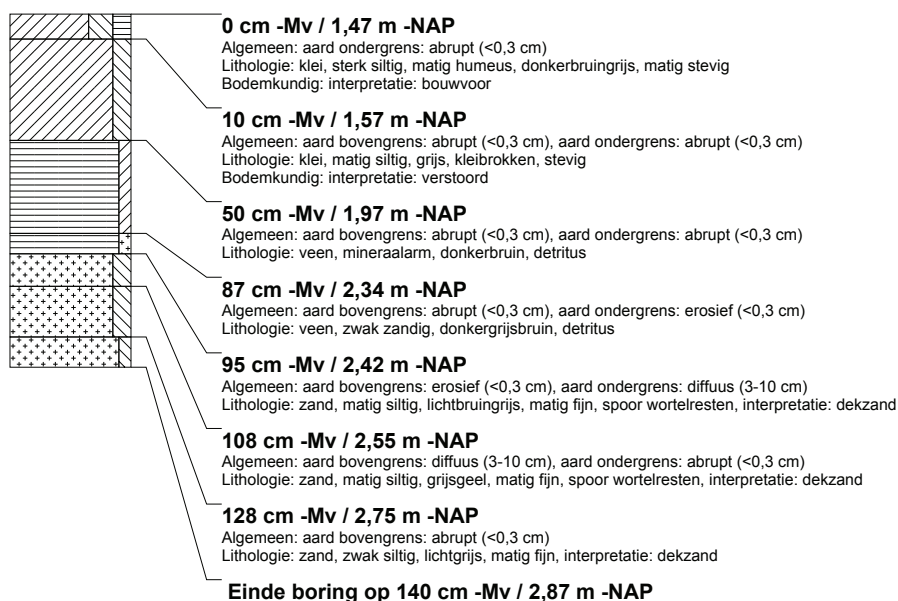 0 cm -Mv / 1,47 m -NAP
Algemeen: aard ondergrens: abrupt (<0,3 cm)
Lithologie: klei, sterk siltig, matig humeus, donkerbruingrijs, matig stevig
Bodemkundig: interpretatie: bouwvoor
10 cm -Mv / 1,57 m -NAP
Algemeen: aard bovengrens: abrupt (<0,3 cm), aard ondergrens: abrupt (<0,3 cm)
Lithologie: klei, matig siltig, grijs, kleibrokken, stevig
Bodemkundig: interpretatie: verstoord
50 cm -Mv / 1,97 m -NAP
Algemeen: aard bovengrens: abrupt (<0,3 cm), aard ondergrens: abrupt (<0,3 cm)
Lithologie: veen, mineraalarm, donkerbruin, detritus
87 cm -Mv / 2,34 m -NAP
Algemeen: aard bovengrens: abrupt (<0,3 cm), aard ondergrens: erosief (<0,3 cm)
Lithologie: veen, zwak zandig, donkergrijsbruin, detritus
95 cm -Mv / 2,42 m -NAP
Algemeen: aard bovengrens: erosief (<0,3 cm), aard ondergrens: diffuus (3-10 cm)
Lithologie: zand, matig siltig, lichtbruingrijs, matig fijn, spoor wortelresten, interpretatie: dekzand
108 cm -Mv / 2,55 m -NAP
Algemeen: aard bovengrens: diffuus (3-10 cm), aard ondergrens: abrupt (<0,3 cm)
Lithologie: zand, matig siltig, grijsgeel, matig fijn, spoor wortelresten, interpretatie: dekzand
128 cm -Mv / 2,75 m -NAP
Algemeen: aard bovengrens: abrupt (<0,3 cm)
Lithologie: zand, zwak siltig, lichtgrijs, matig fijn, interpretatie: dekzand
Einde boring op 140 cm -Mv / 2,87 m -NAP